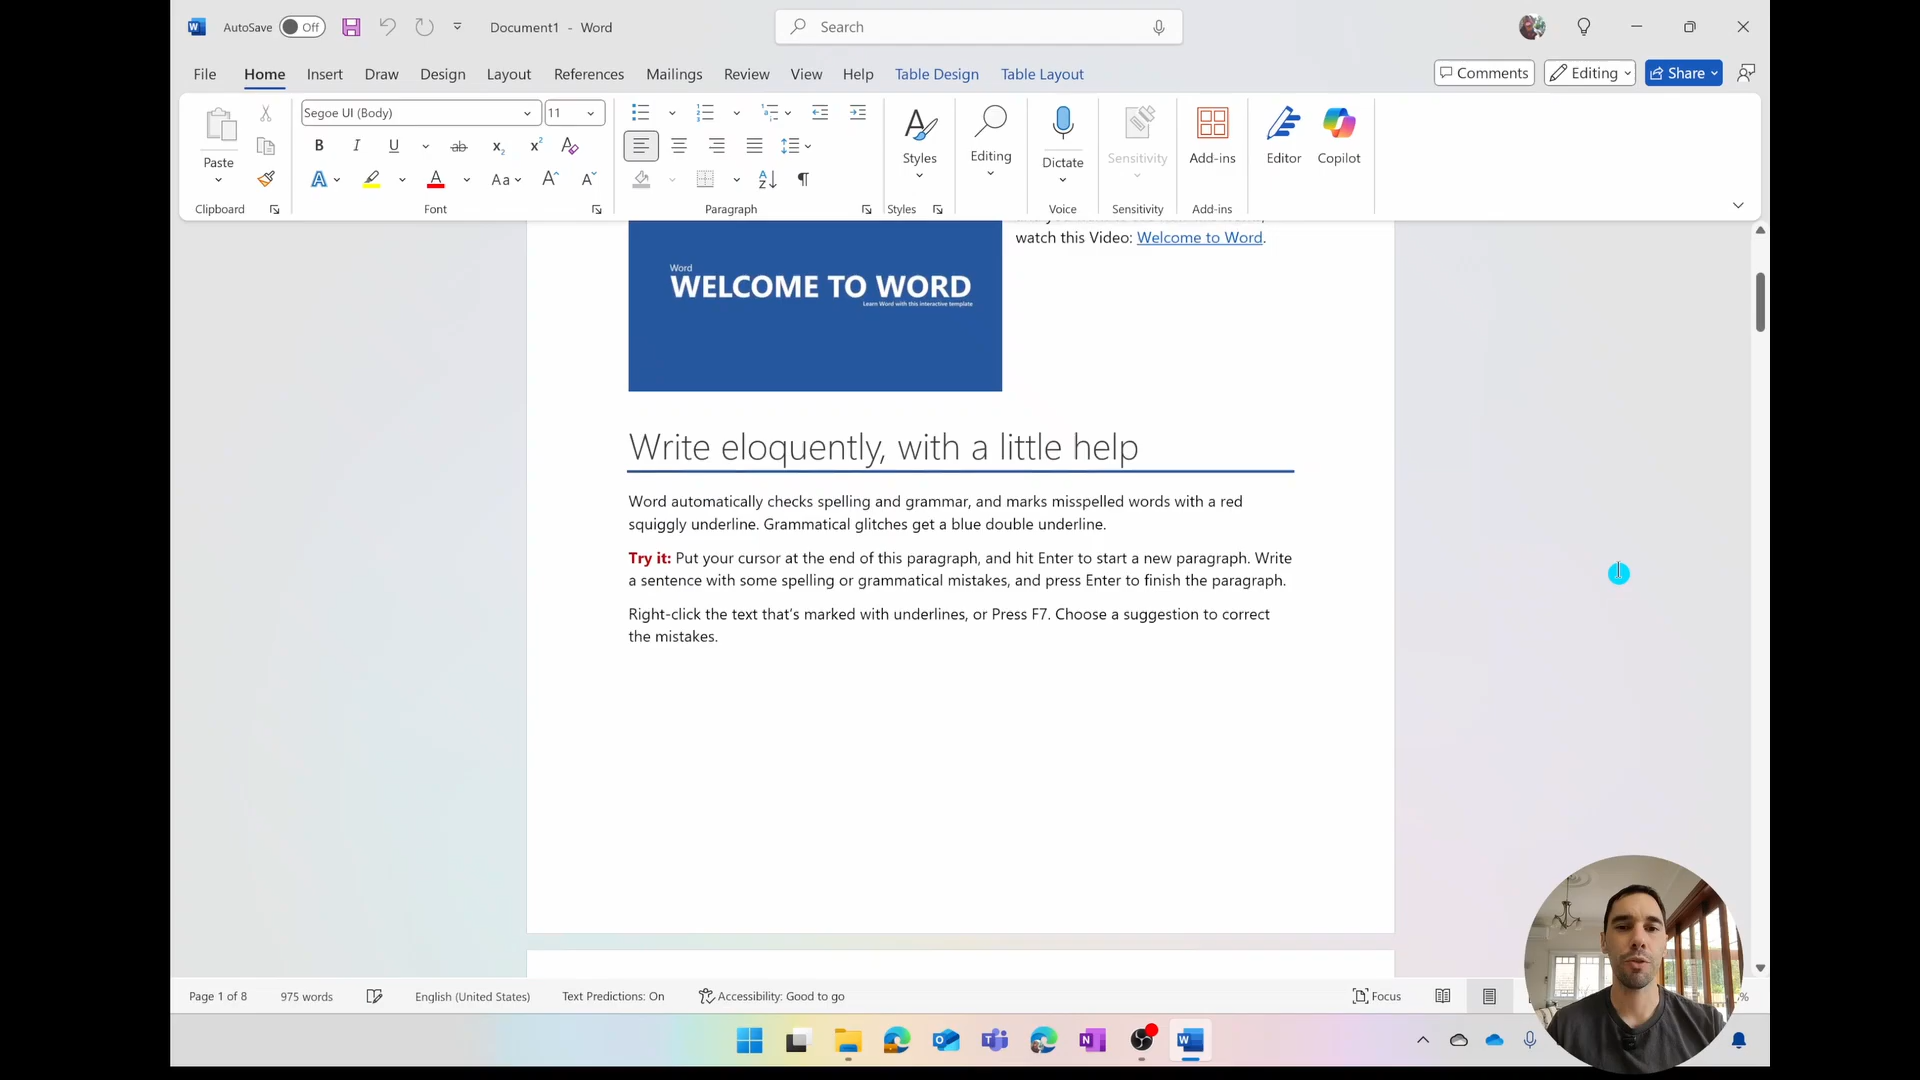 AutoSave Off Document1 - Word Search
File Home Insert Draw Design Layout References Mailings Review View Help Table Design Table Layout Comments Editing Share
Segoe UI (Body) 11
Paste
Styles Editing Dictate Sensitivity Add-ins Editor Copilot
Clipboard Font Paragraph Styles Voice Sensitivity Add-ins
watch this Video: Welcome to Word.
Word
WELCOME TO WORD
Learn Word with this interactive template
Write eloquently, with a little help
Word automatically checks spelling and grammar, and marks misspelled words with a red
squiggly underline. Grammatical glitches get a blue double underline.
Try it: Put your cursor at the end of this paragraph, and hit Enter to start a new paragraph. Write
a sentence with some spelling or grammatical mistakes, and press Enter to finish the paragraph.
Right-click the text that's marked with underlines, or Press F7. Choose a suggestion to correct
the mistakes.
Page 1 of 8 975 words English (United States) Text Predictions: On Accessibility: Good to go Focus